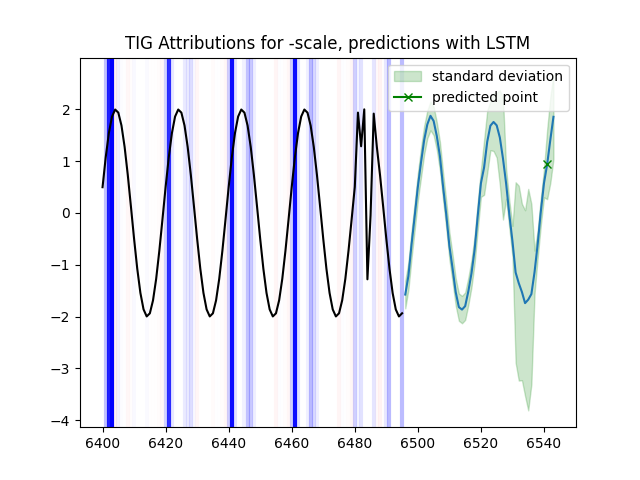 TIG Attributions for -scale, predictions with LSTM
standard deviation
predicted point
2
1
0
−1
−2
−3
−4
6400 6420 6440 6460 6480 6500 6520 6540